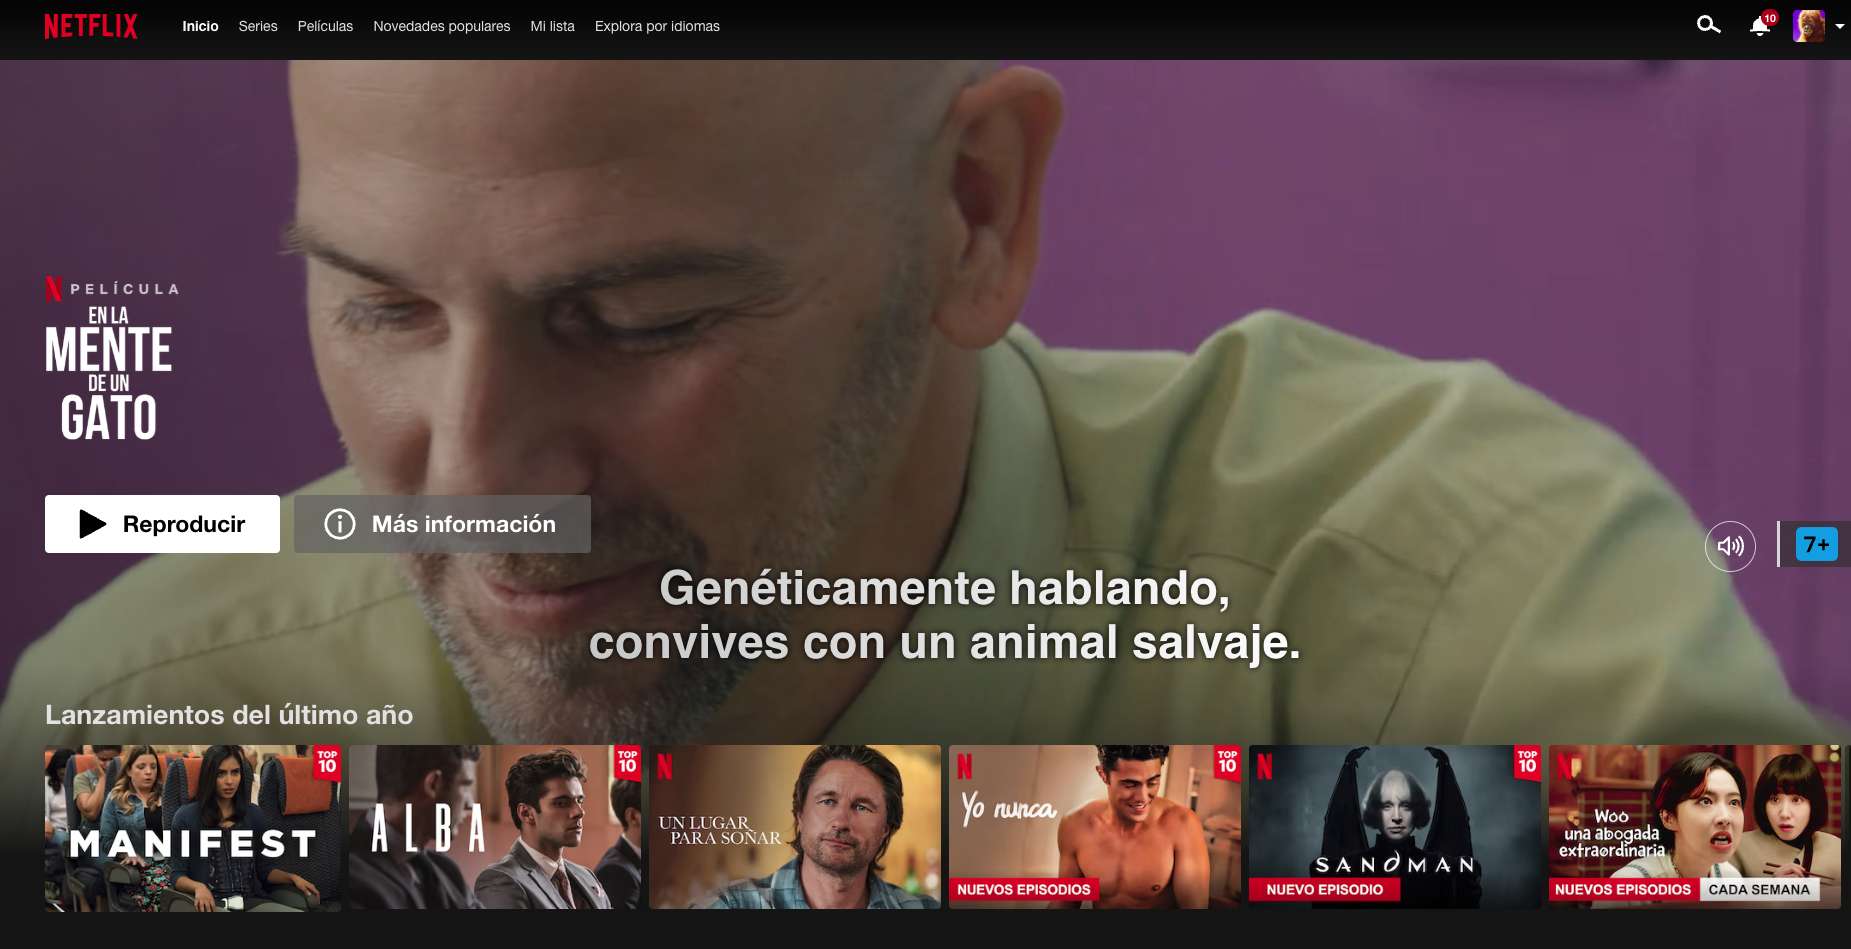 NETFLIX
Inicio Series Películas Novedades populares Mi lista Explora por idiomas
10
N PELÍCULA
EN LA
MENTE
DE UN
GATO
Reproducir
Más información
7+
Genéticamente hablando,
convives con un animal salvaje.
Lanzamientos del último año
TOP
10
MANIFEST
TOP
10
ALBA
N
UN LUGAR
PARA SOÑAR
N
TOP
10
Yo nunca
NUEVOS EPISODIOS
N
TOP
10
SANDMAN
NUEVO EPISODIO
N
Woo
una abogada
extraordinaria
NUEVOS EPISODIOS CADA SEMANA